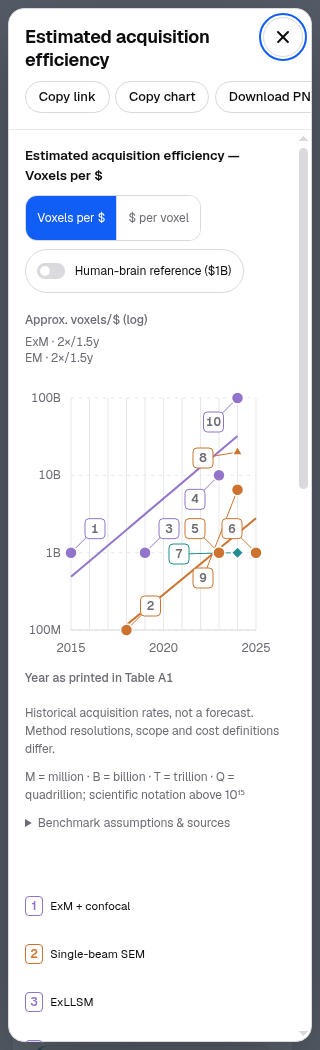 Estimated acquisition
efficiency
Copy link
Copy chart
Download PN
Estimated acquisition efficiency —
Voxels per $
Voxels per $
$ per voxel
Human-brain reference ($1B)
Approx. voxels/$ (log)
ExM · 2×/1.5y
EM · 2×/1.5y
100B
10
8
10B
4
1
3
5
6
1B
7
9
2
100M
2015
2020
2025
Year as printed in Table A1
Historical acquisition rates, not a forecast.
Method resolutions, scope and cost definitions
differ.
M = million · B = billion · T = trillion · Q =
quadrillion; scientific notation above 10¹⁵
Benchmark assumptions & sources
1 ExM + confocal
2 Single-beam SEM
3 ExLLSM